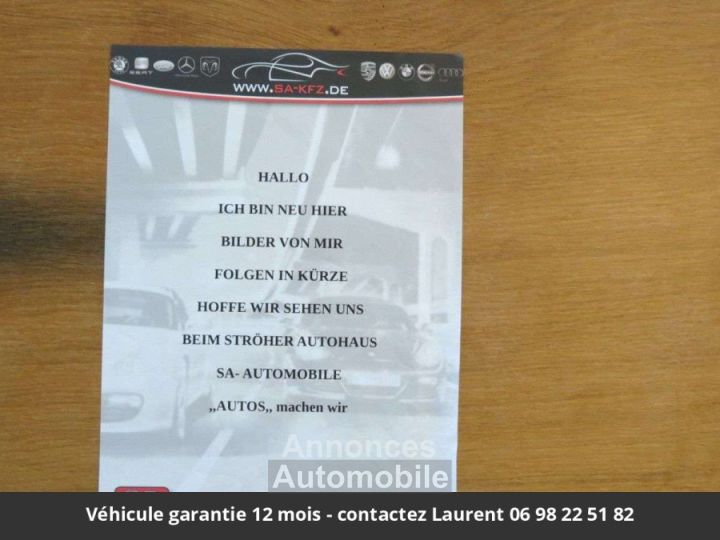 SEAT
WWW.SA-KFZ.DE
HALLO
ICH BIN NEU HIER
BILDER VON MIR
FOLGEN IN KÜRZE
HOFFE WIR SEHEN UNS
BEIM STRÖHER AUTOHAUS
SA- AUTOMOBILE
,,AUTOS,, machen wir
Annonces
Automobile
Véhicule garantie 12 mois - contactez Laurent 06 98 22 51 82